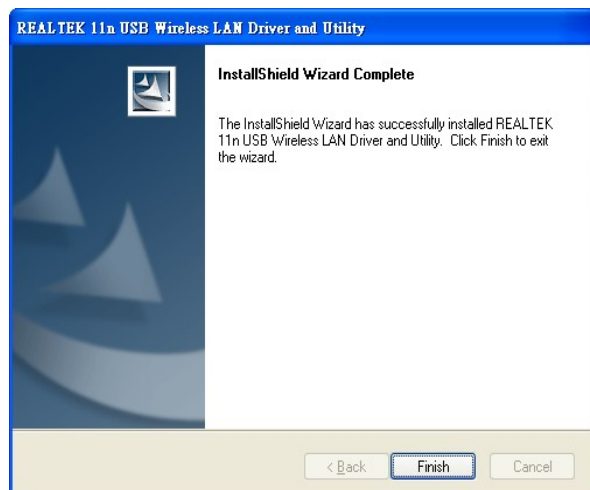 REALTEK 11n USB Wireless LAN Driver and Utility
InstallShield Wizard Complete
The InstallShield Wizard has successfully installed REALTEK
11n USB Wireless LAN Driver and Utility. Click Finish to exit
the wizard.
< Back Finish Cancel